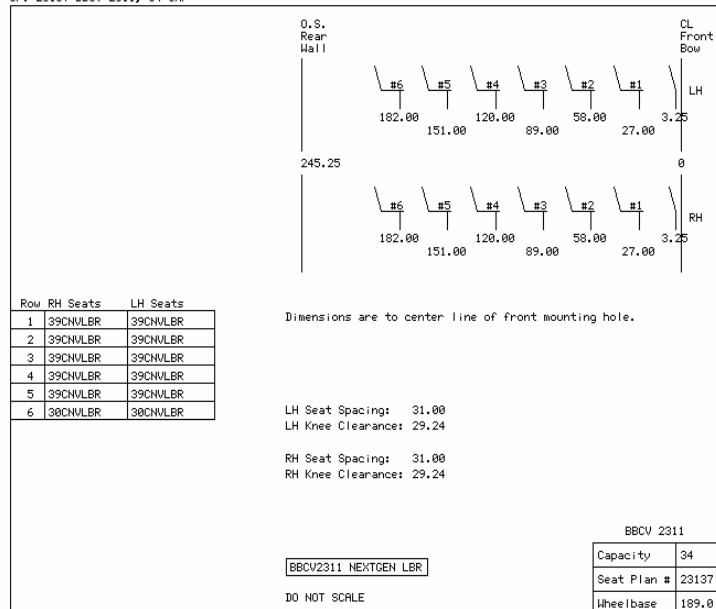 O.S. Rear Wall
CL Front Bow
#6 #5 #4 #3 #2 #1 LH
182.00 120.00 58.00 3.25
151.00 89.00 27.00
245.25 0
#6 #5 #4 #3 #2 #1 RH
182.00 120.00 58.00 3.25
151.00 89.00 27.00
Row RH Seats LH Seats
1 39CNVLBR 39CNVLBR
2 39CNVLBR 39CNVLBR
3 39CNVLBR 39CNVLBR
4 39CNVLBR 39CNVLBR
5 39CNVLBR 39CNVLBR
6 30CNVLBR 30CNVLBR
Dimensions are to center line of front mounting hole.
LH Seat Spacing: 31.00
LH Knee Clearance: 29.24
RH Seat Spacing: 31.00
RH Knee Clearance: 29.24
BBCV2311 NEXTGEN LBR
DO NOT SCALE
BBCV 2311
Capacity 34
Seat Plan # 23137
Wheelbase 189.0